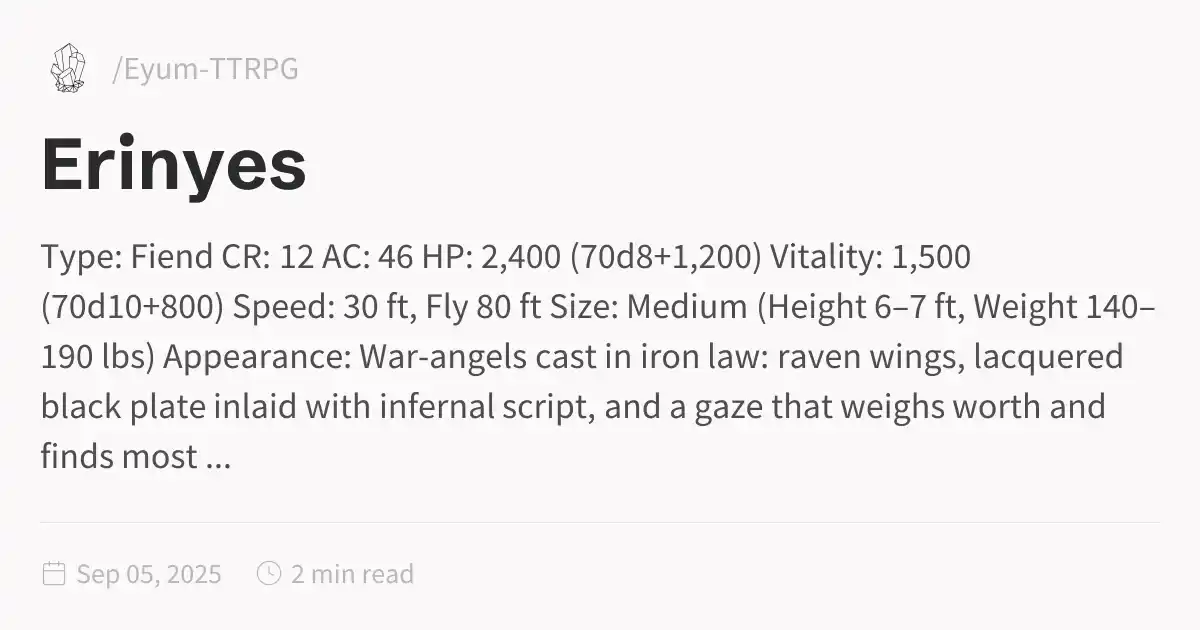 /Eyum-TTRPG
Erinyes
Type: Fiend CR: 12 AC: 46 HP: 2,400 (70d8+1,200) Vitality: 1,500
(70d10+800) Speed: 30 ft, Fly 80 ft Size: Medium (Height 6–7 ft, Weight 140–
190 lbs) Appearance: War-angels cast in iron law: raven wings, lacquered
black plate inlaid with infernal script, and a gaze that weighs worth and
finds most ...
Sep 05, 2025 2 min read